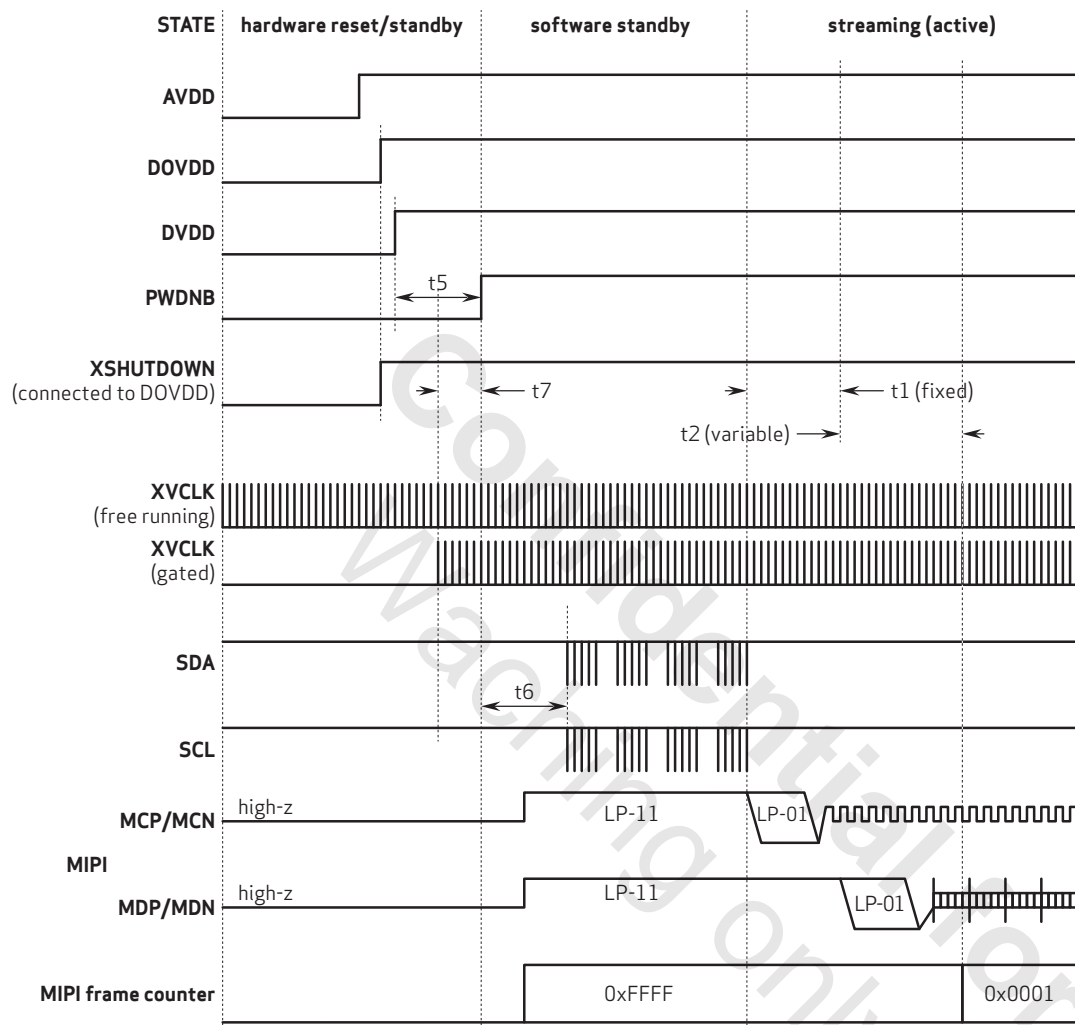 STATE hardware reset/standby software standby streaming (active)
AVDD
DOVDD
DVDD
t5
PWDNB
XSHUTDOWN
(connected to DOVDD)
t7
t1 (fixed)
t2 (variable)
XVCLK
(free running)
XVCLK
(gated)
SDA
t6
SCL
high-z
LP-11
LP-01
MCP/MCN
MIPI
high-z
LP-11
LP-01
MDP/MDN
MIPI frame counter
0xFFFF
0x0001
Confidential for
Waching only